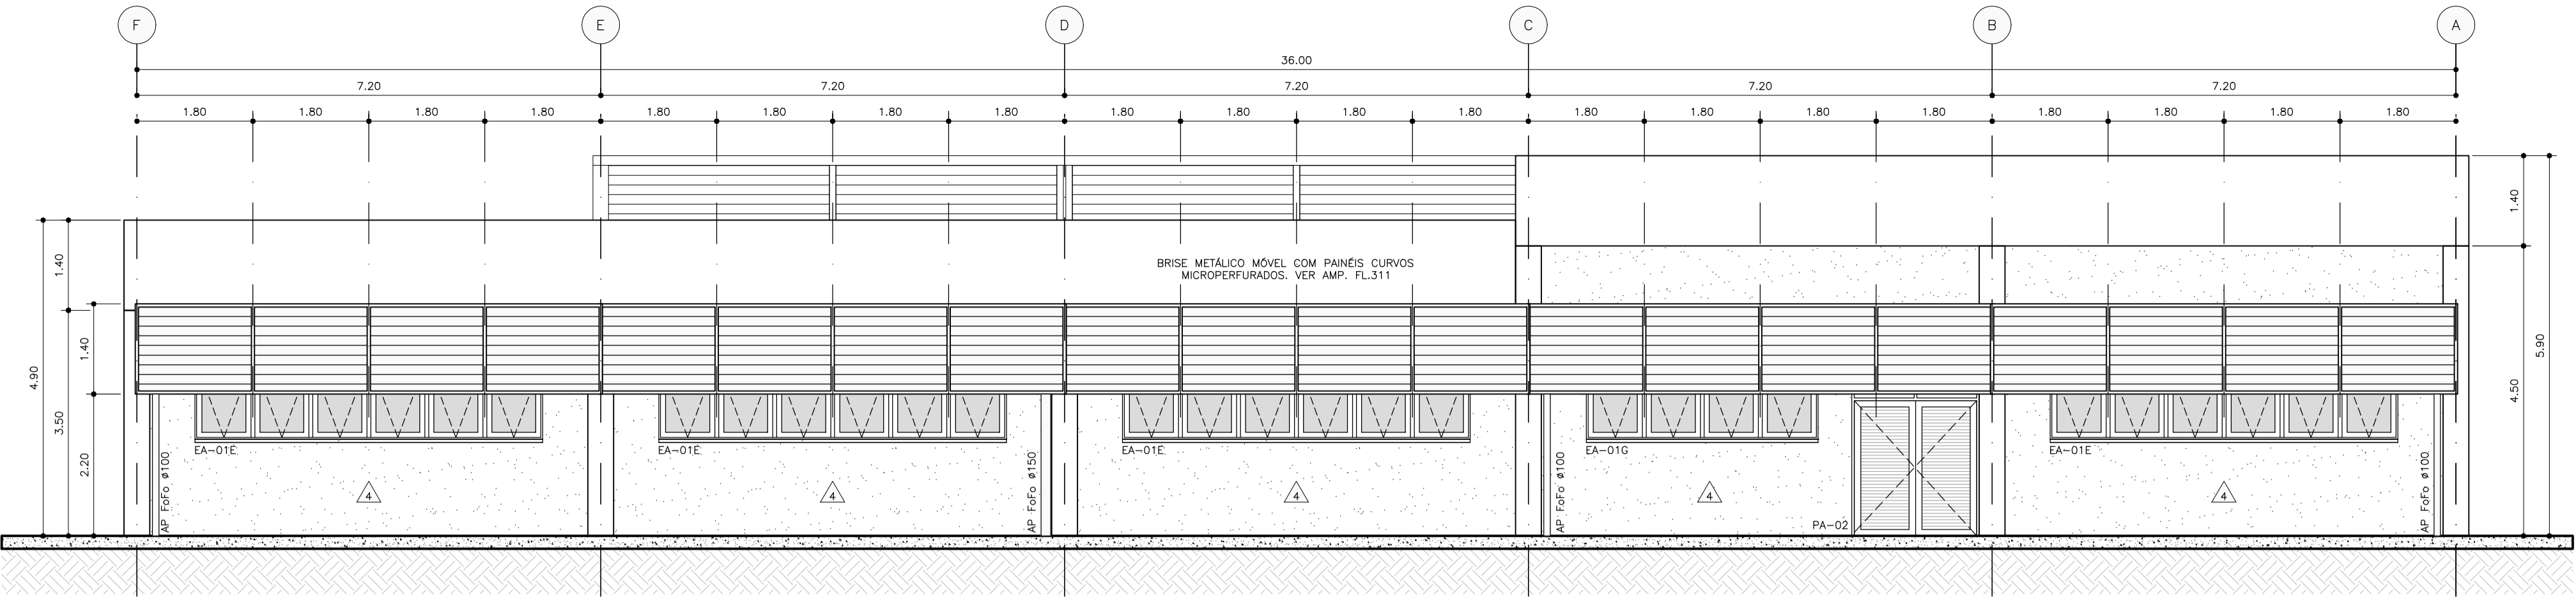 F E D C B A
36.00
7.20 7.20 7.20 7.20 7.20
1.80 1.80 1.80 1.80 1.80 1.80 1.80 1.80 1.80 1.80 1.80 1.80 1.80 1.80 1.80 1.80 1.80 1.80 1.80 1.80
BRISE METÁLICO MÓVEL COM PAINÉIS CURVOS
MICROPERFURADOS. VER AMP. FL.311
4.90
1.40
3.50
1.40
2.20
1.40
4.50
5.90
EA-01E EA-01E EA-01E EA-01G EA-01E
AP FoFo ø100
4
4
AP FoFo ø150
4
AP FoFo ø100
4
PA-02
4
AP FoFo ø100